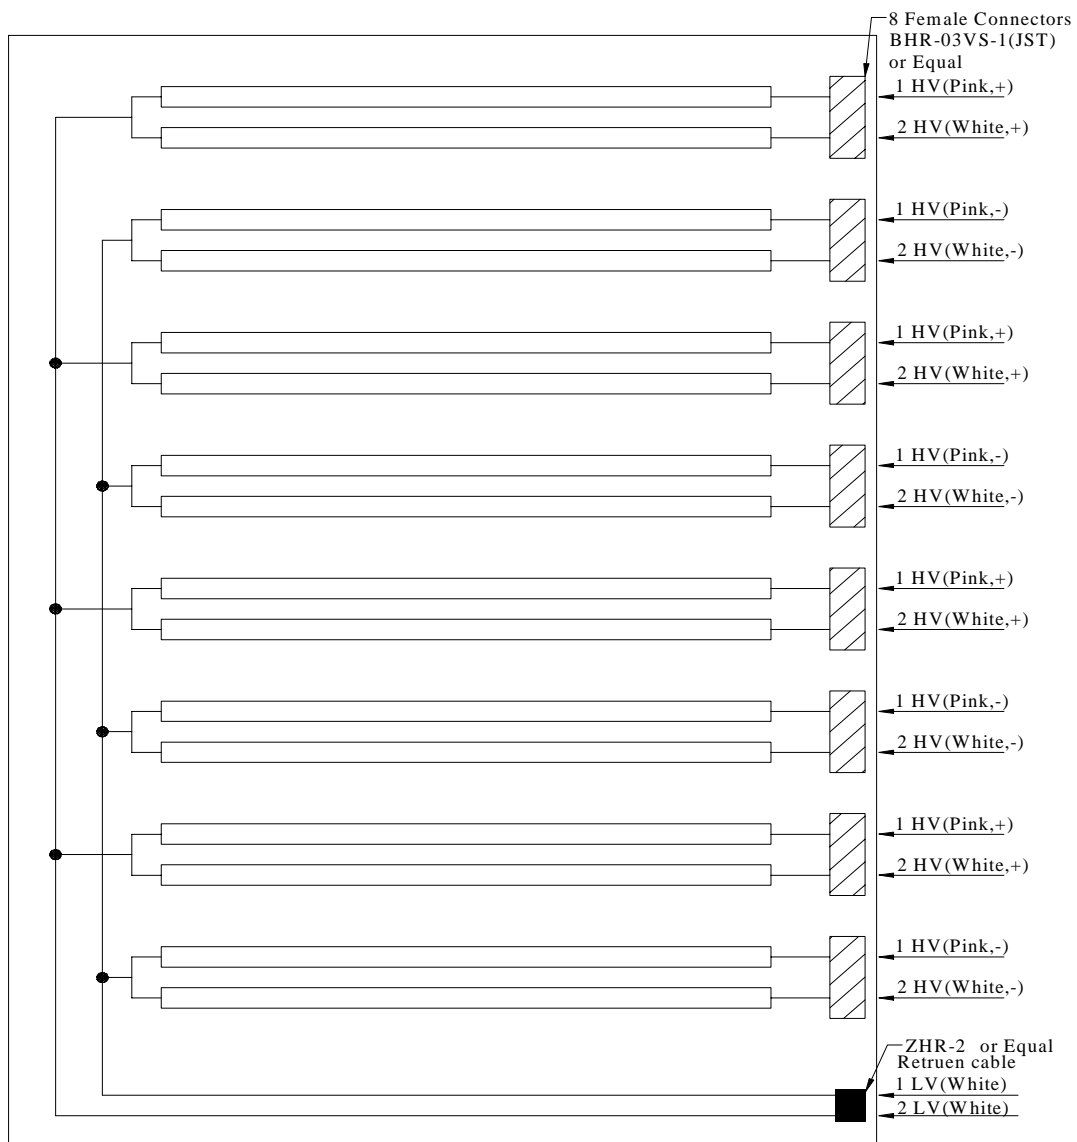 8 Female Connectors
BHR-03VS-1(JST)
or Equal
1 HV(Pink,+)
2 HV(White,+)
1 HV(Pink,-)
2 HV(White,-)
1 HV(Pink,+)
2 HV(White,+)
1 HV(Pink,-)
2 HV(White,-)
1 HV(Pink,+)
2 HV(White,+)
1 HV(Pink,-)
2 HV(White,-)
1 HV(Pink,+)
2 HV(White,+)
1 HV(Pink,-)
2 HV(White,-)
ZHR-2 or Equal
Retruen cable
1 LV(White)
2 LV(White)